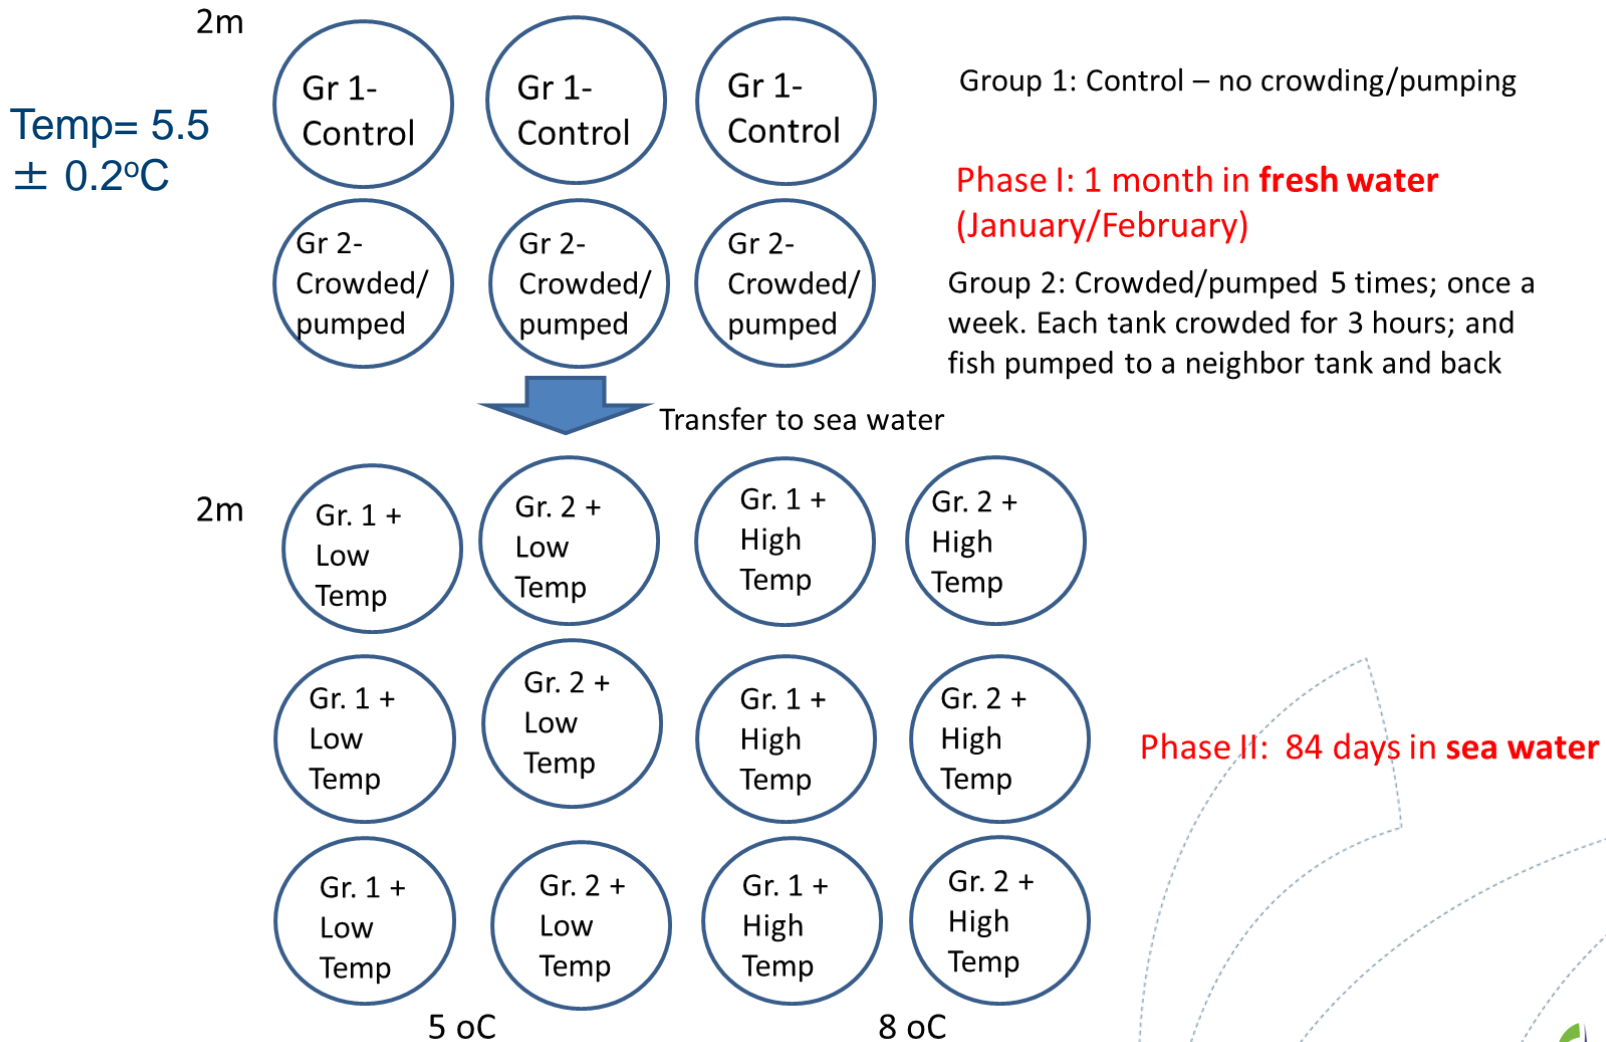 2m
Gr 1-
Control
Gr 1-
Control
Gr 1-
Control
Group 1: Control – no crowding/pumping
Temp= 5.5
± 0.2°C
Phase I: 1 month in fresh water
(January/February)
Gr 2-
Crowded/
pumped
Gr 2-
Crowded/
pumped
Gr 2-
Crowded/
pumped
Group 2: Crowded/pumped 5 times; once a
week. Each tank crowded for 3 hours; and
fish pumped to a neighbor tank and back
Transfer to sea water
2m
Gr. 1 +
Low
Temp
Gr. 2 +
Low
Temp
Gr. 1 +
High
Temp
Gr. 2 +
High
Temp
Gr. 1 +
Low
Temp
Gr. 2 +
Low
Temp
Gr. 1 +
High
Temp
Gr. 2 +
High
Temp
Phase II: 84 days in sea water
Gr. 1 +
Low
Temp
Gr. 2 +
Low
Temp
Gr. 1 +
High
Temp
Gr. 2 +
High
Temp
5 oC
8 oC